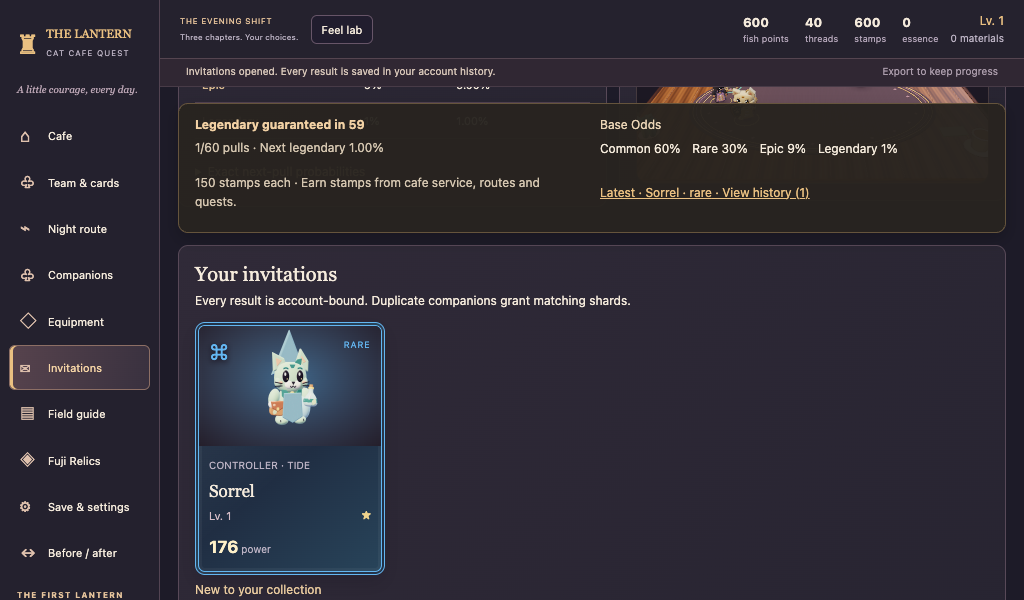 THE LANTERN
CAT CAFE QUEST
A little courage, every day.
Cafe
Team & cards
Night route
Companions
Equipment
Invitations
Field guide
Fuji Relics
Save & settings
Before / after
THE FIRST LANTERN
THE EVENING SHIFT
Three chapters. Your choices.
Feel lab
600 fish points
40 threads
600 stamps
0 essence
Lv. 1
0 materials
Invitations opened. Every result is saved in your account history.
Export to keep progress
Legendary guaranteed in 59
1/60 pulls · Next legendary 1.00%
150 stamps each · Earn stamps from cafe service, routes and
quests.
Base Odds
Common 60% Rare 30% Epic 9% Legendary 1%
Latest · Sorrel · rare · View history (1)
Your invitations
Every result is account-bound. Duplicate companions grant matching shards.
RARE
CONTROLLER · TIDE
Sorrel
Lv. 1
176 power
New to your collection